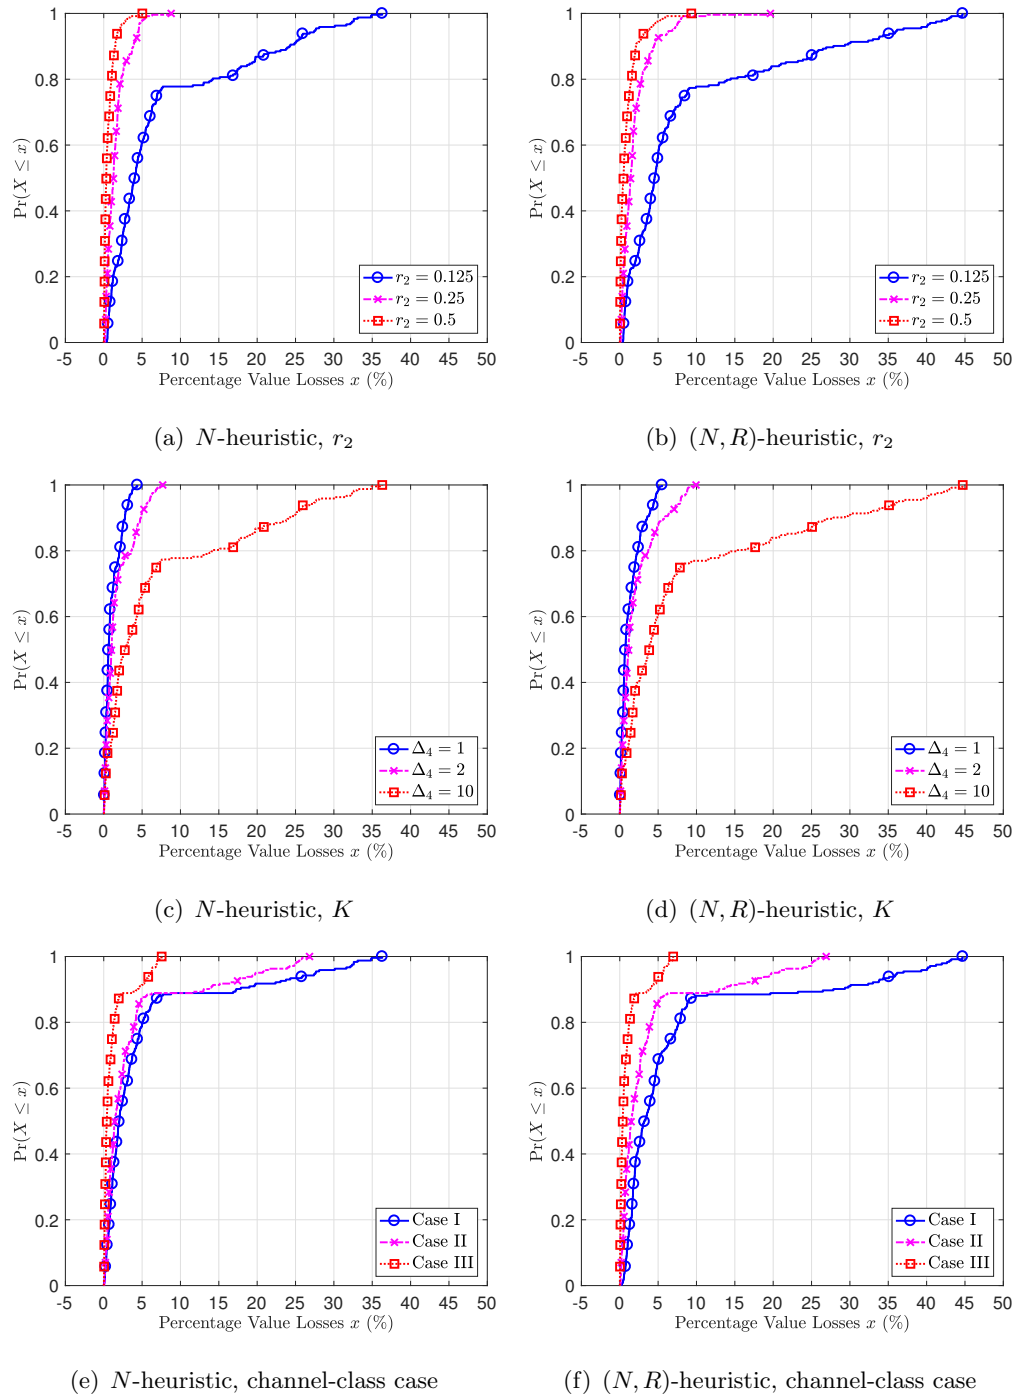 1
0.8
0.6
0.4
0.2
0
Pr(X ≤ x)
-5 0 5 10 15 20 25 30 35 40 45 50
Percentage Value Losses x (%)
r₂ = 0.125
r₂ = 0.25
r₂ = 0.5
(a) N-heuristic, r₂
1
0.8
0.6
0.4
0.2
0
Pr(X ≤ x)
-5 0 5 10 15 20 25 30 35 40 45 50
Percentage Value Losses x (%)
r₂ = 0.125
r₂ = 0.25
r₂ = 0.5
(b) (N, R)-heuristic, r₂
1
0.8
0.6
0.4
0.2
0
Pr(X ≤ x)
-5 0 5 10 15 20 25 30 35 40 45 50
Percentage Value Losses x (%)
Δ₄ = 1
Δ₄ = 2
Δ₄ = 10
(c) N-heuristic, K
1
0.8
0.6
0.4
0.2
0
Pr(X ≤ x)
-5 0 5 10 15 20 25 30 35 40 45 50
Percentage Value Losses x (%)
Δ₄ = 1
Δ₄ = 2
Δ₄ = 10
(d) (N, R)-heuristic, K
1
0.8
0.6
0.4
0.2
0
Pr(X ≤ x)
-5 0 5 10 15 20 25 30 35 40 45 50
Percentage Value Losses x (%)
Case I
Case II
Case III
(e) N-heuristic, channel-class case
1
0.8
0.6
0.4
0.2
0
Pr(X ≤ x)
-5 0 5 10 15 20 25 30 35 40 45 50
Percentage Value Losses x (%)
Case I
Case II
Case III
(f) (N, R)-heuristic, channel-class case